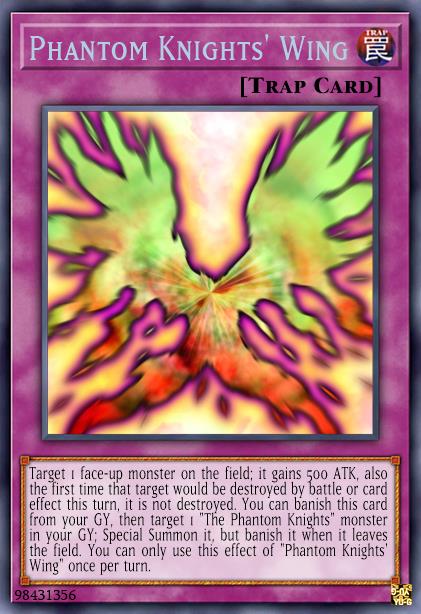 Phantom Knights' Wing
TRAP
罠
[Trap Card]
Target 1 face-up monster on the field; it gains 500 ATK, also
the first time that target would be destroyed by battle or card
effect this turn, it is not destroyed. You can banish this card
from your GY, then target 1 "The Phantom Knights" monster
in your GY; Special Summon it, but banish it when it leaves
the field. You can only use this effect of "Phantom Knights'
Wing" once per turn.
98431356